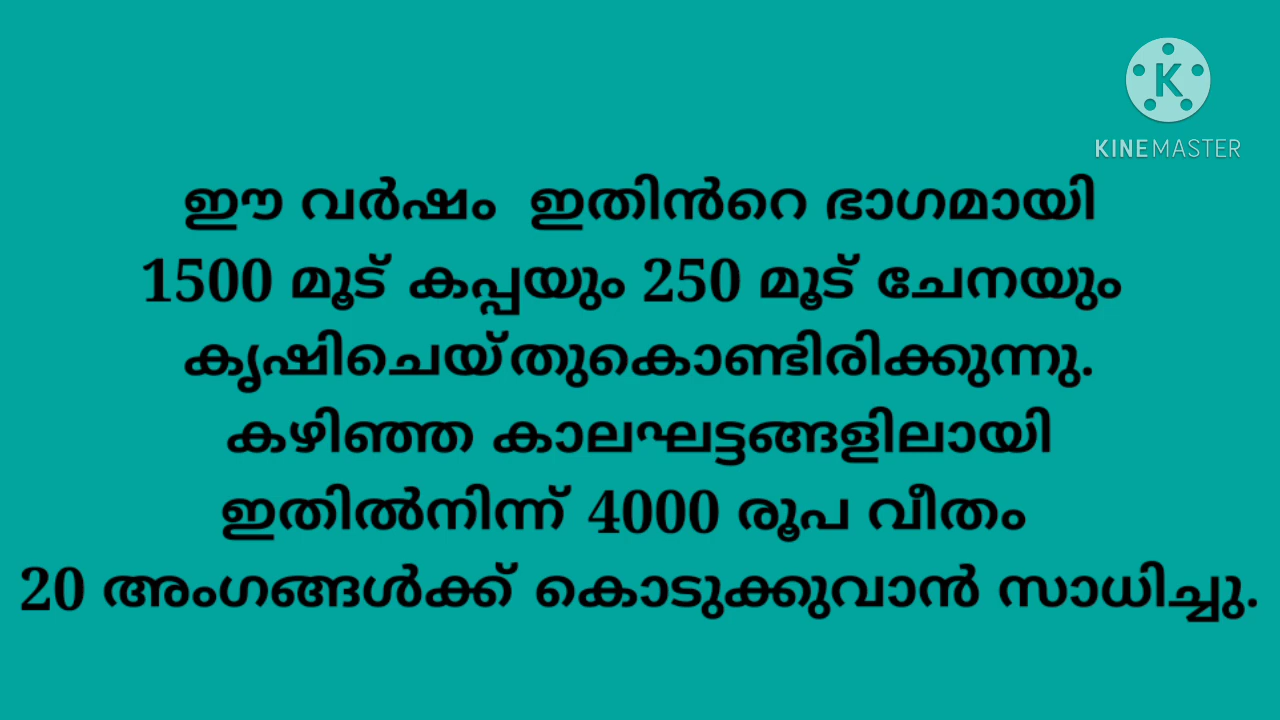 KINEMASTER
ഈ വർഷം ഇതിൻറെ ഭാഗമായി
1500 മൂട് കപ്പയും 250 മൂട് ചേനയും
കൃഷിചെയ്തുകൊണ്ടിരിക്കുന്നു.
കഴിഞ്ഞ കാലഘട്ടങ്ങളിലായി
ഇതിൽനിന്ന് 4000 രൂപ വീതം
20 അംഗങ്ങൾക്ക് കൊടുക്കുവാൻ സാധിച്ചു.